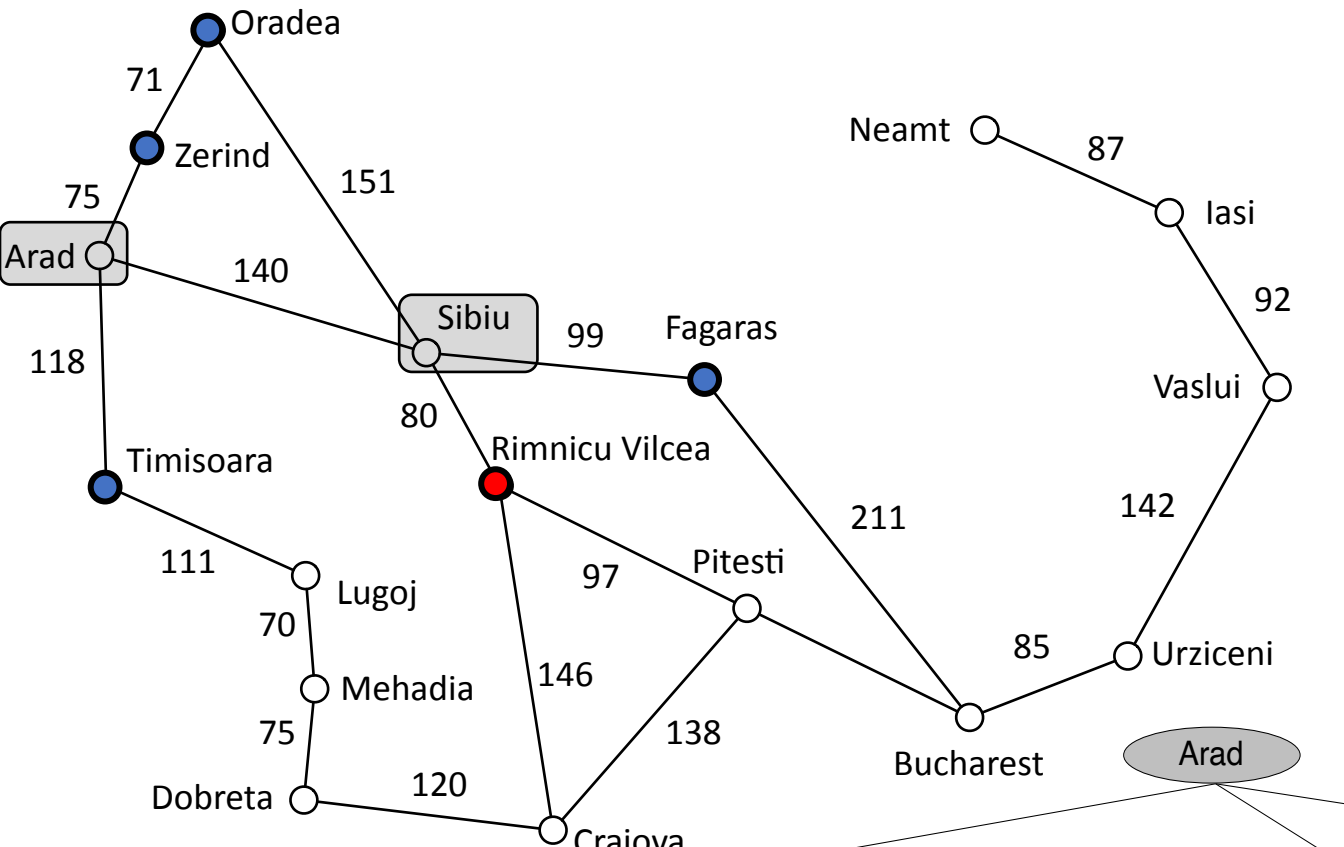 Oradea
71
Neamt
87
Zerind
151
75
Iasi
Arad
140
92
Sibiu
99
Fagaras
118
Vaslui
80
Rimnicu Vilcea
Timisoara
142
211
111
97
Pitesti
Lugoj
70
85
Urziceni
146
Mehadia
75
138
Arad
Bucharest
120
Dobreta
Craiova